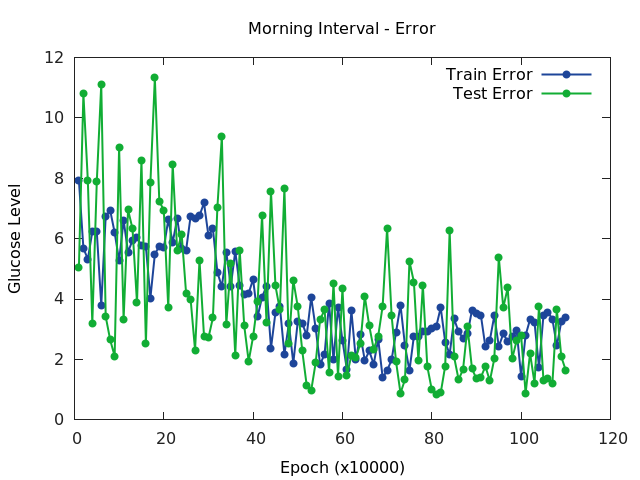 Morning Interval - Error
Train Error
Test Error
Glucose Level
12
10
8
6
4
2
0
0 20 40 60 80 100 120
Epoch (x10000)